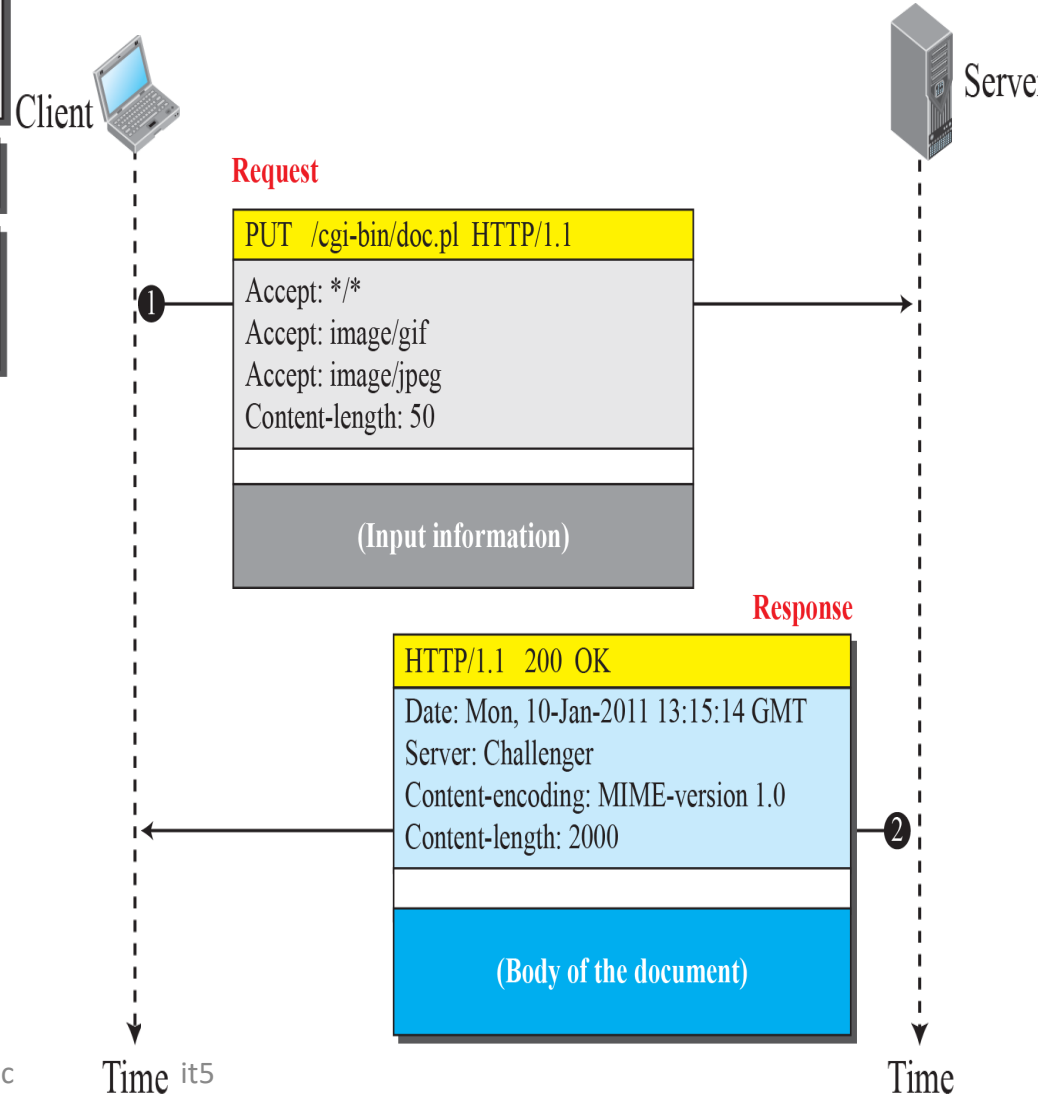 Client
Server
Request
PUT /cgi-bin/doc.pl HTTP/1.1
1
Accept: */*
Accept: image/gif
Accept: image/jpeg
Content-length: 50
(Input information)
Response
HTTP/1.1 200 OK
Date: Mon, 10-Jan-2011 13:15:14 GMT
Server: Challenger
Content-encoding: MIME-version 1.0
Content-length: 2000
2
(Body of the document)
c
Time
it5
Time